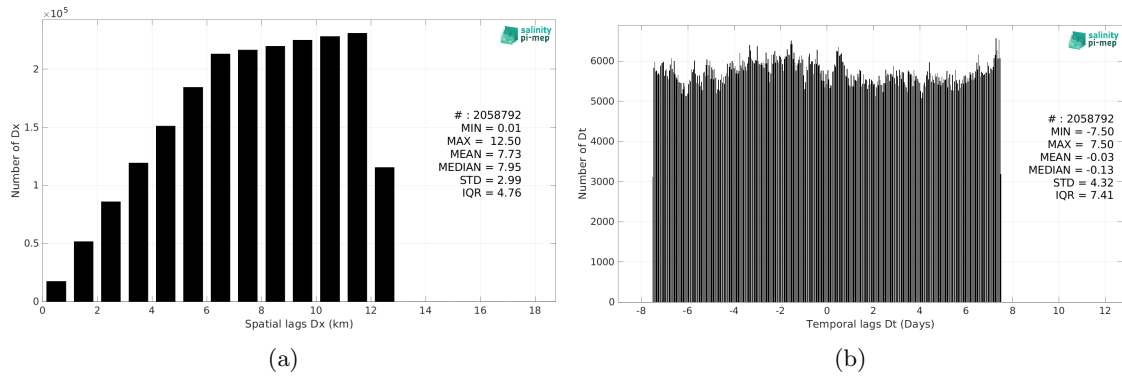 ×10^5
salinity
pi-mep
Number of Dx
2
1.5
1
0.5
0
# : 2058792
MIN = 0.01
MAX = 12.50
MEAN = 7.73
MEDIAN = 7.95
STD = 2.99
IQR = 4.76
0 2 4 6 8 10 12 14 16 18
Spatial lags Dx (km)
(a)
salinity
pi-mep
Number of Dt
6000
5000
4000
3000
2000
1000
0
# : 2058792
MIN = -7.50
MAX = 7.50
MEAN = -0.03
MEDIAN = -0.13
STD = 4.32
IQR = 7.41
-8 -6 -4 -2 0 2 4 6 8 10 12
Temporal lags Dt (Days)
(b)